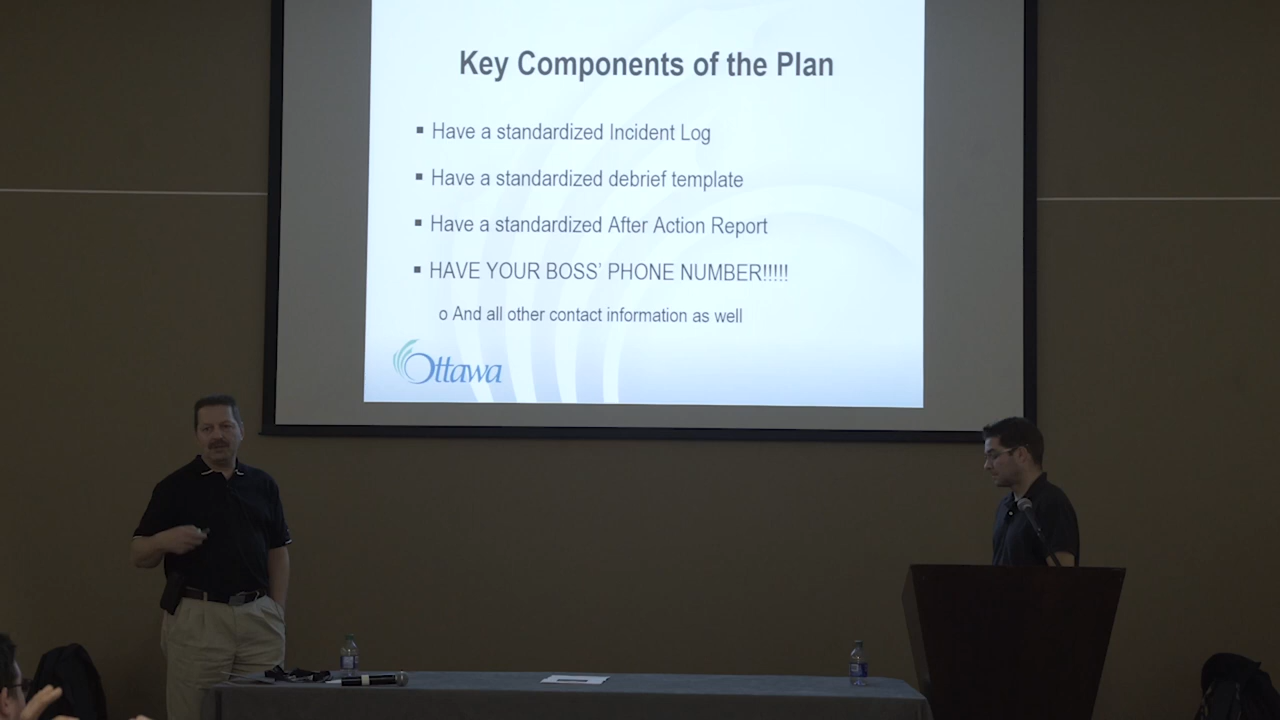 Key Components of the Plan
▪ Have a standardized Incident Log
▪ Have a standardized debrief template
▪ Have a standardized After Action Report
▪ HAVE YOUR BOSS' PHONE NUMBER!!!!!
o And all other contact information as well
Ottawa